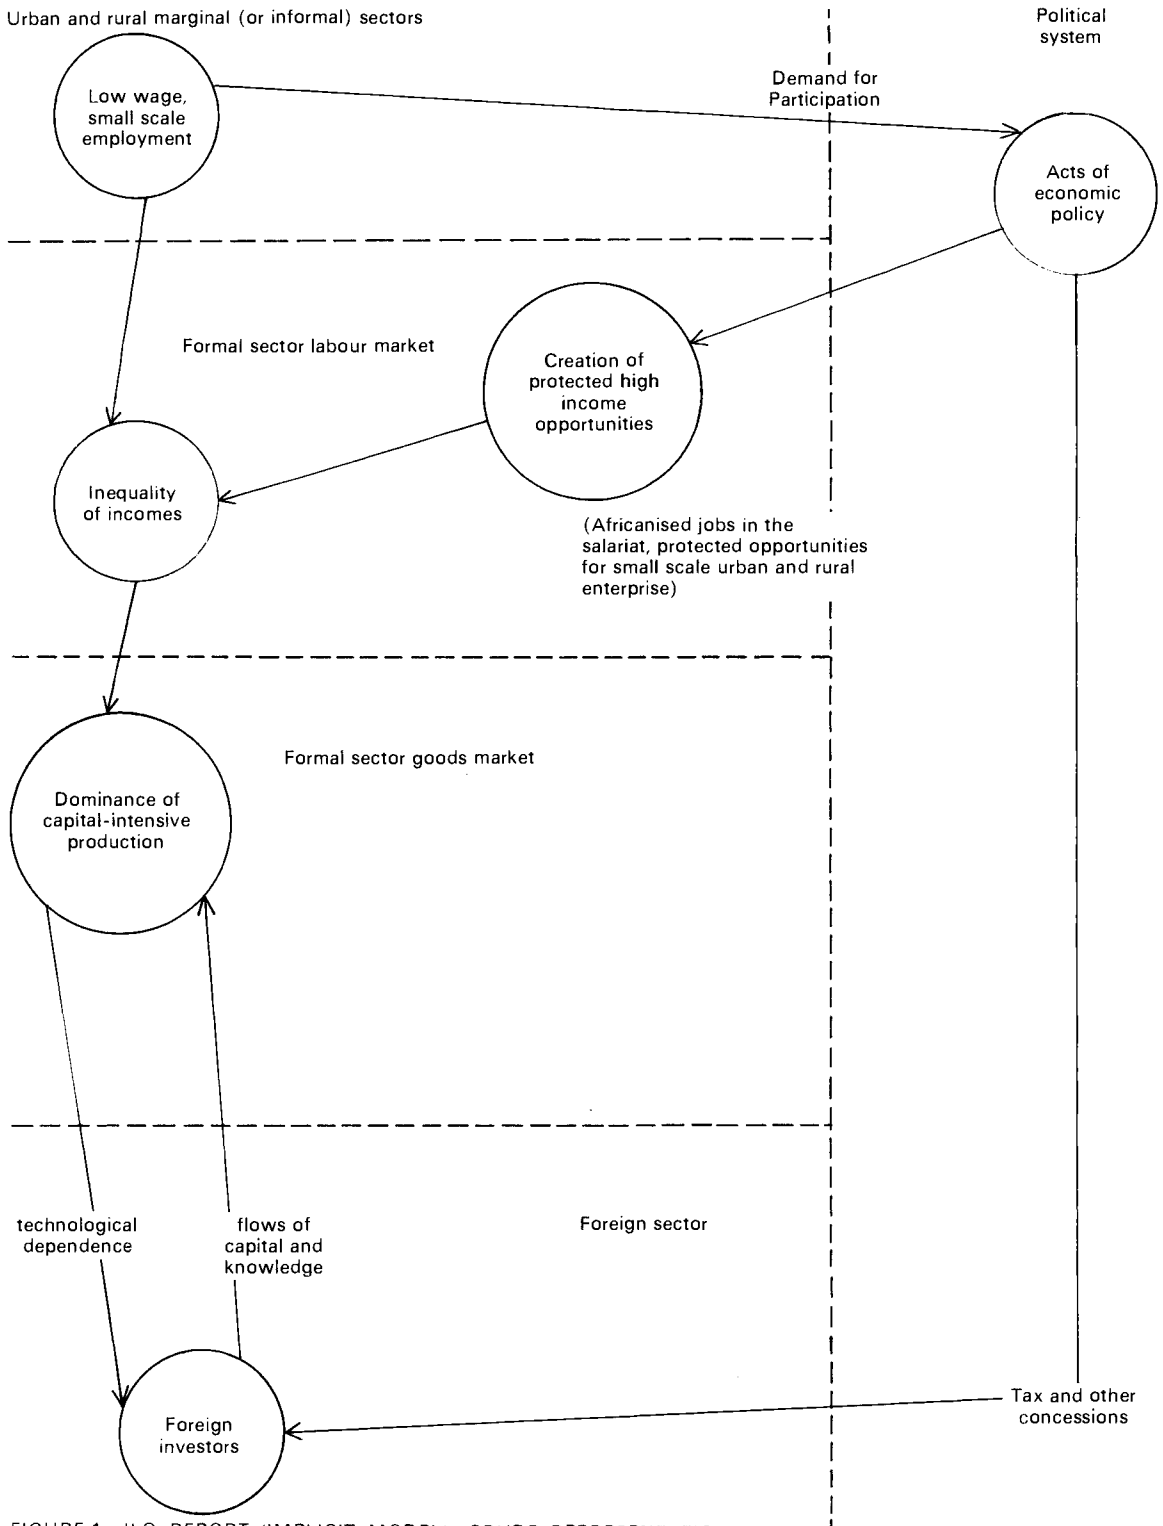 Urban and rural marginal (or informal) sectors
Political
system
Low wage,
small scale
employment
Demand for
Participation
Acts of
economic
policy
Formal sector labour market
Creation of
protected high
income
opportunities
Inequality
of incomes
(Africanised jobs in the
salariat, protected opportunities
for small scale urban and rural
enterprise)
Formal sector goods market
Dominance of
capital-intensive
production
technological
dependence
flows of
capital and
knowledge
Foreign sector
Foreign
investors
Tax and other
concessions
FIGURE 1
REPORT